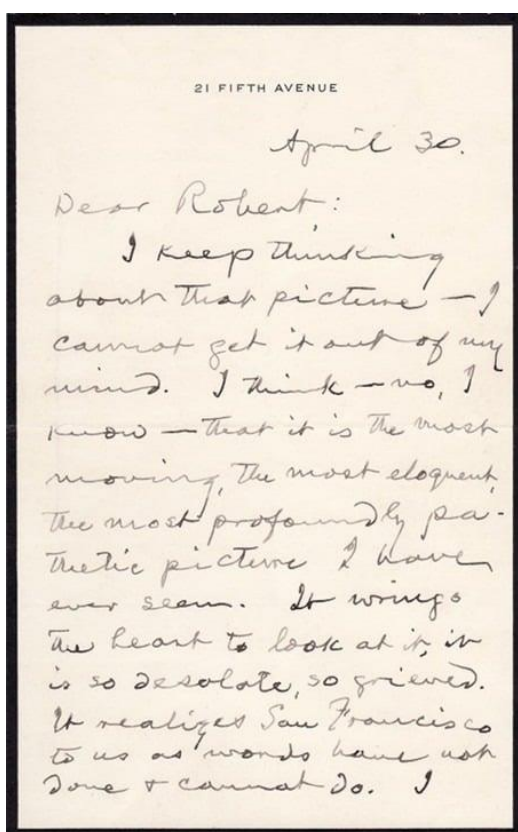 21 FIFTH AVENUE
April 30.
Dear Robert:
I keep thinking
about that picture — I
cannot get it out of my
mind. I think — no, I
know — that it is the most
moving, the most eloquent,
the most profoundly pa-
thetic picture I have
ever seen. It wrings
the heart to look at it, it
is so desolate, so grieved.
It realizes San Francisco
to us as words have not
done & cannot do. I